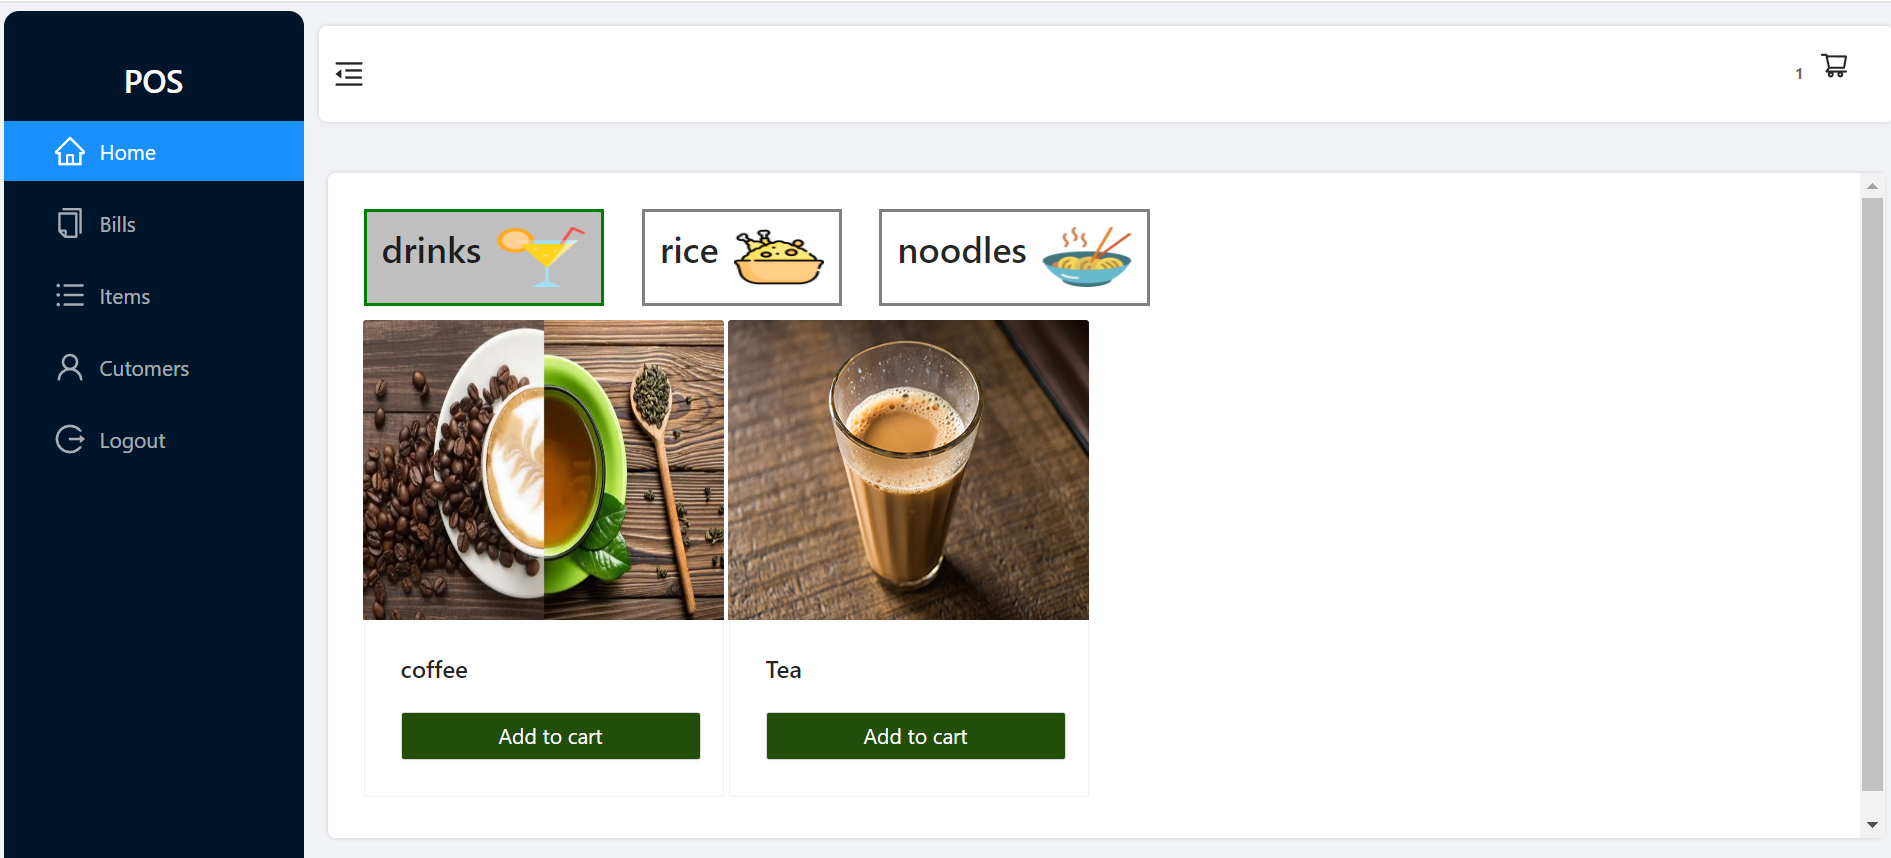 POS
Home
Bills
Items
Cutomers
Logout
1
drinks
rice
noodles
coffee
Add to cart
Tea
Add to cart